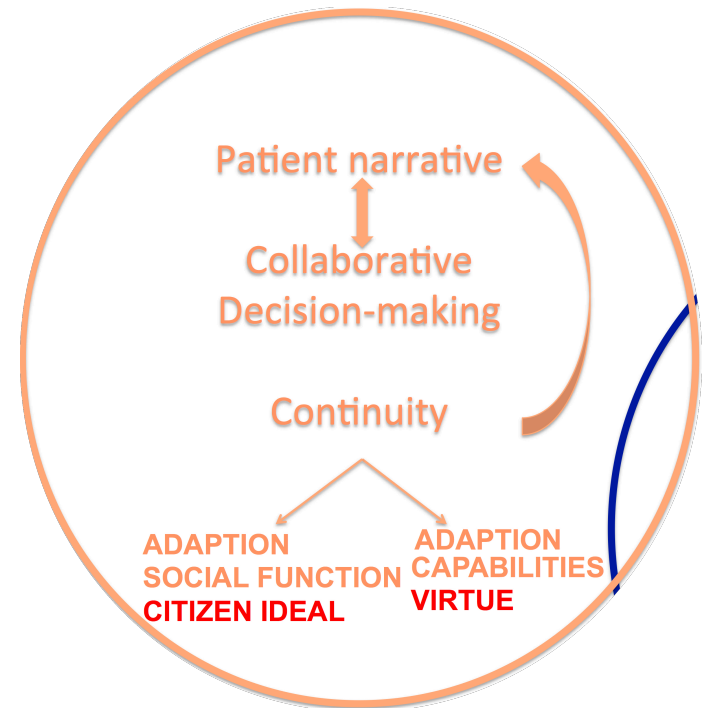 Patient narrative
Collaborative
Decision-making
Continuity
ADAPTION
SOCIAL FUNCTION
CITIZEN IDEAL
ADAPTION
CAPABILITIES
VIRTUE